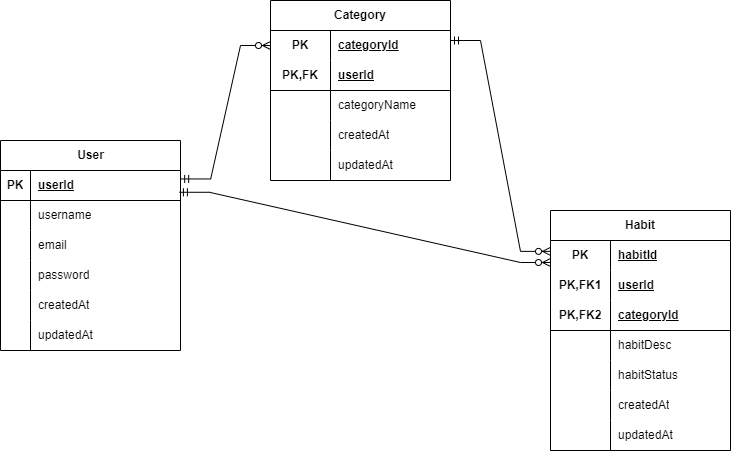 Category
PK categoryId
PK,FK userId
categoryName
createdAt
updatedAt
User
PK userId
username
email
password
createdAt
updatedAt
Habit
PK habitId
PK,FK1 userId
PK,FK2 categoryId
habitDesc
habitStatus
createdAt
updatedAt